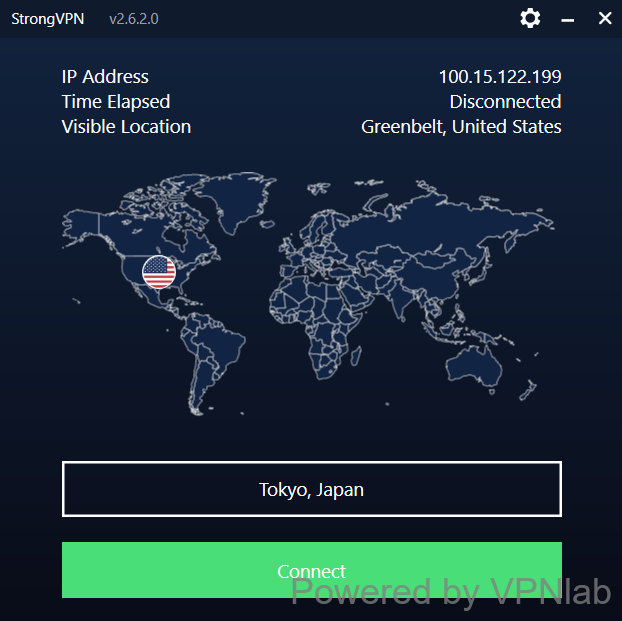 StrongVPN v2.6.2.0
IP Address 100.15.122.199
Time Elapsed Disconnected
Visible Location Greenbelt, United States
Tokyo, Japan
Connect
Powered by VPNlab